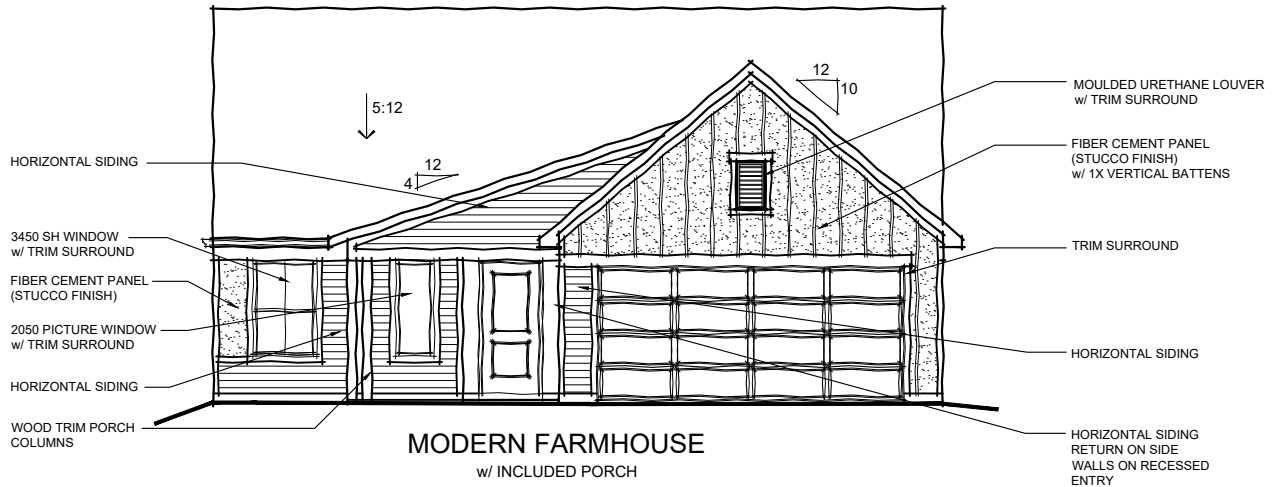 12
10
MOULDED URETHANE LOUVER
w/ TRIM SURROUND
5:12
FIBER CEMENT PANEL
(STUCCO FINISH)
w/ 1X VERTICAL BATTENS
HORIZONTAL SIDING
12
4
3450 SH WINDOW
w/ TRIM SURROUND
TRIM SURROUND
FIBER CEMENT PANEL
(STUCCO FINISH)
2050 PICTURE WINDOW
w/ TRIM SURROUND
HORIZONTAL SIDING
HORIZONTAL SIDING
WOOD TRIM PORCH
COLUMNS
HORIZONTAL SIDING
RETURN ON SIDE
WALLS ON RECESSED
ENTRY
MODERN FARMHOUSE
w/ INCLUDED PORCH